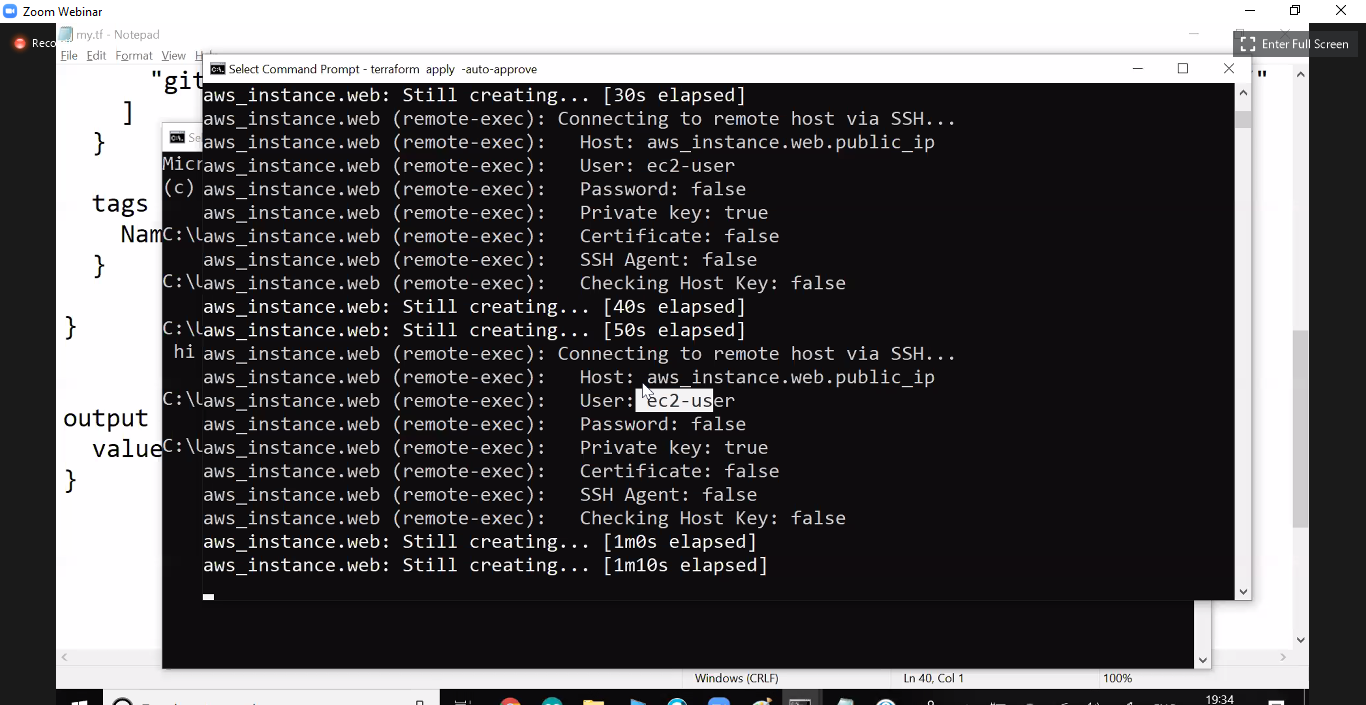 Zoom Webinar
Reco
my.tf - Notepad
Enter Full Screen
File Edit Format View H
Select Command Prompt - terraform apply -auto-approve
"git
]
}
tags
Nam
}
}
output
value
}
"
Se
Micr
(c)
C:\U
C:\U
C:\U
hi
C:\U
C:\U
aws_instance.web: Still creating... [30s elapsed]
aws_instance.web (remote-exec): Connecting to remote host via SSH...
aws_instance.web (remote-exec):   Host: aws_instance.web.public_ip
aws_instance.web (remote-exec):   User: ec2-user
aws_instance.web (remote-exec):   Password: false
aws_instance.web (remote-exec):   Private key: true
aws_instance.web (remote-exec):   Certificate: false
aws_instance.web (remote-exec):   SSH Agent: false
aws_instance.web (remote-exec):   Checking Host Key: false
aws_instance.web: Still creating... [40s elapsed]
aws_instance.web: Still creating... [50s elapsed]
aws_instance.web (remote-exec): Connecting to remote host via SSH...
aws_instance.web (remote-exec):   Host: aws_instance.web.public_ip
aws_instance.web (remote-exec):   User: ec2-user
aws_instance.web (remote-exec):   Password: false
aws_instance.web (remote-exec):   Private key: true
aws_instance.web (remote-exec):   Certificate: false
aws_instance.web (remote-exec):   SSH Agent: false
aws_instance.web (remote-exec):   Checking Host Key: false
aws_instance.web: Still creating... [1m0s elapsed]
aws_instance.web: Still creating... [1m10s elapsed]
Windows (CRLF)
Ln 40, Col 1
100%
19:34